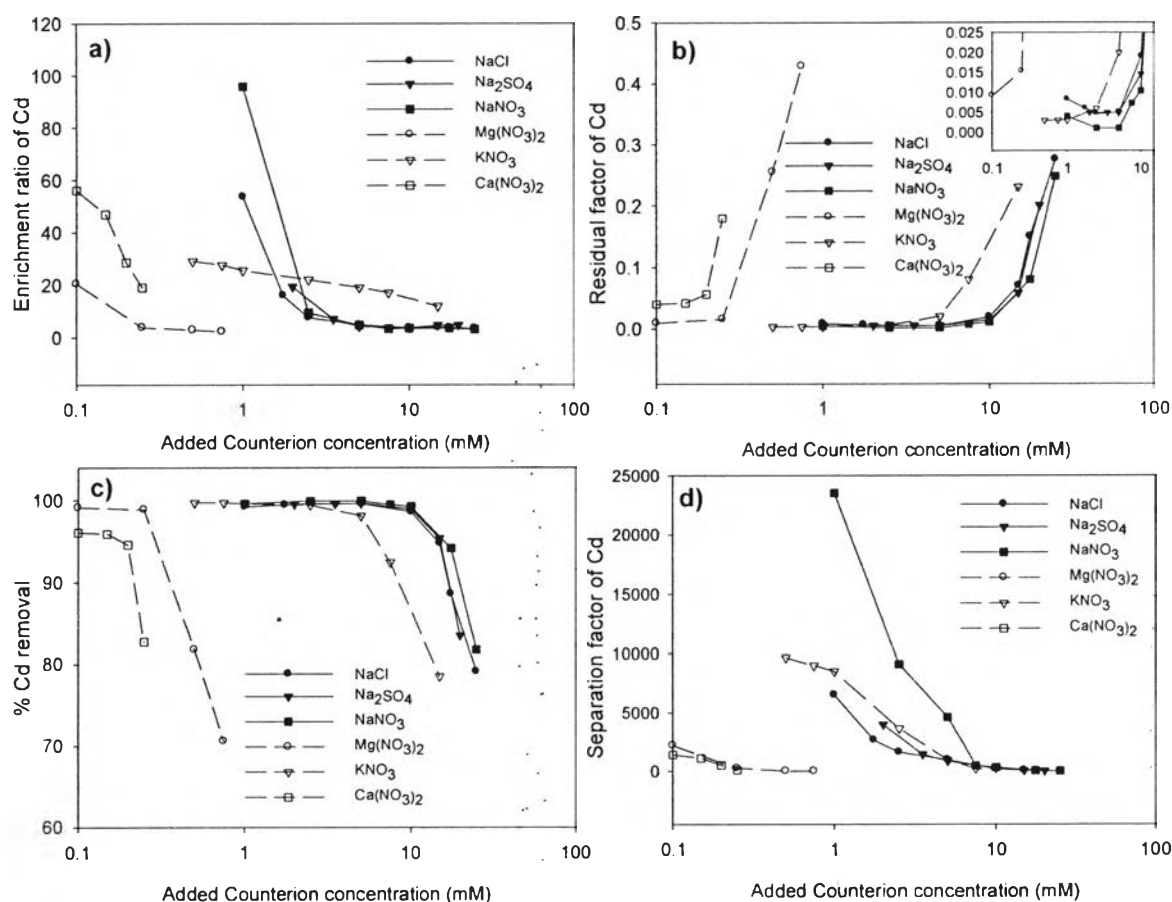 a)
Enrichment ratio of Cd
120
100
80
60
40
20
0
NaCl
Na2SO4
NaNO3
Mg(NO3)2
KNO3
Ca(NO3)2
0.1
1
10
100
Added Counterion concentration (mM)
b)
Residual factor of Cd
0.5
0.4
0.3
0.2
0.1
0.0
NaCl
Na2SO4
NaNO3
Mg(NO3)2
KNO3
Ca(NO3)2
0.1
1
10
0.025
0.020
0.015
0.010
0.005
0.000
0.1
1
10
0.1
1
10
100
Added Counterion concentration (mM)
c)
% Cd removal
100
90
80
70
60
NaCl
Na2SO4
NaNO3
Mg(NO3)2
KNO3
Ca(NO3)2
0.1
1
10
100
Added Counterion concentration (mM)
d)
Separation factor of Cd
25000
20000
15000
10000
5000
0
NaCl
Na2SO4
NaNO3
Mg(NO3)2
KNO3
Ca(NO3)2
0.1
1
10
100
Added Counterion concentration (mM)